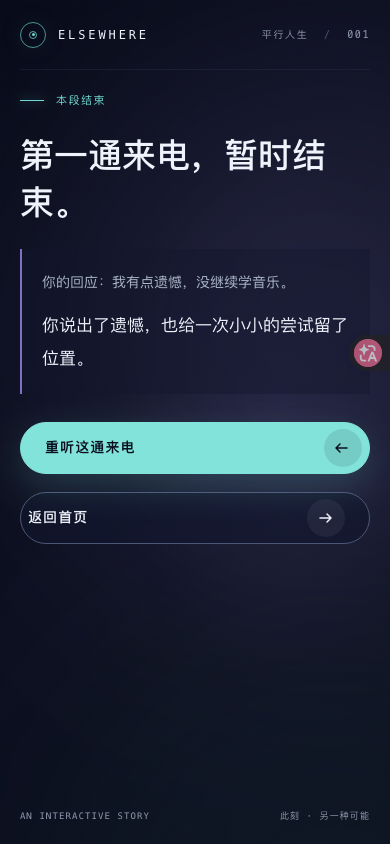 ELSEWHERE
平行人生 / 001
本段结束
第一通来电，暂时结
束。
你的回应：我有点遗憾，没继续学音乐。
你说出了遗憾，也给一次小小的尝试留了
位置。
重听这通来电
返回首页
AN INTERACTIVE STORY
此刻 · 另一种可能